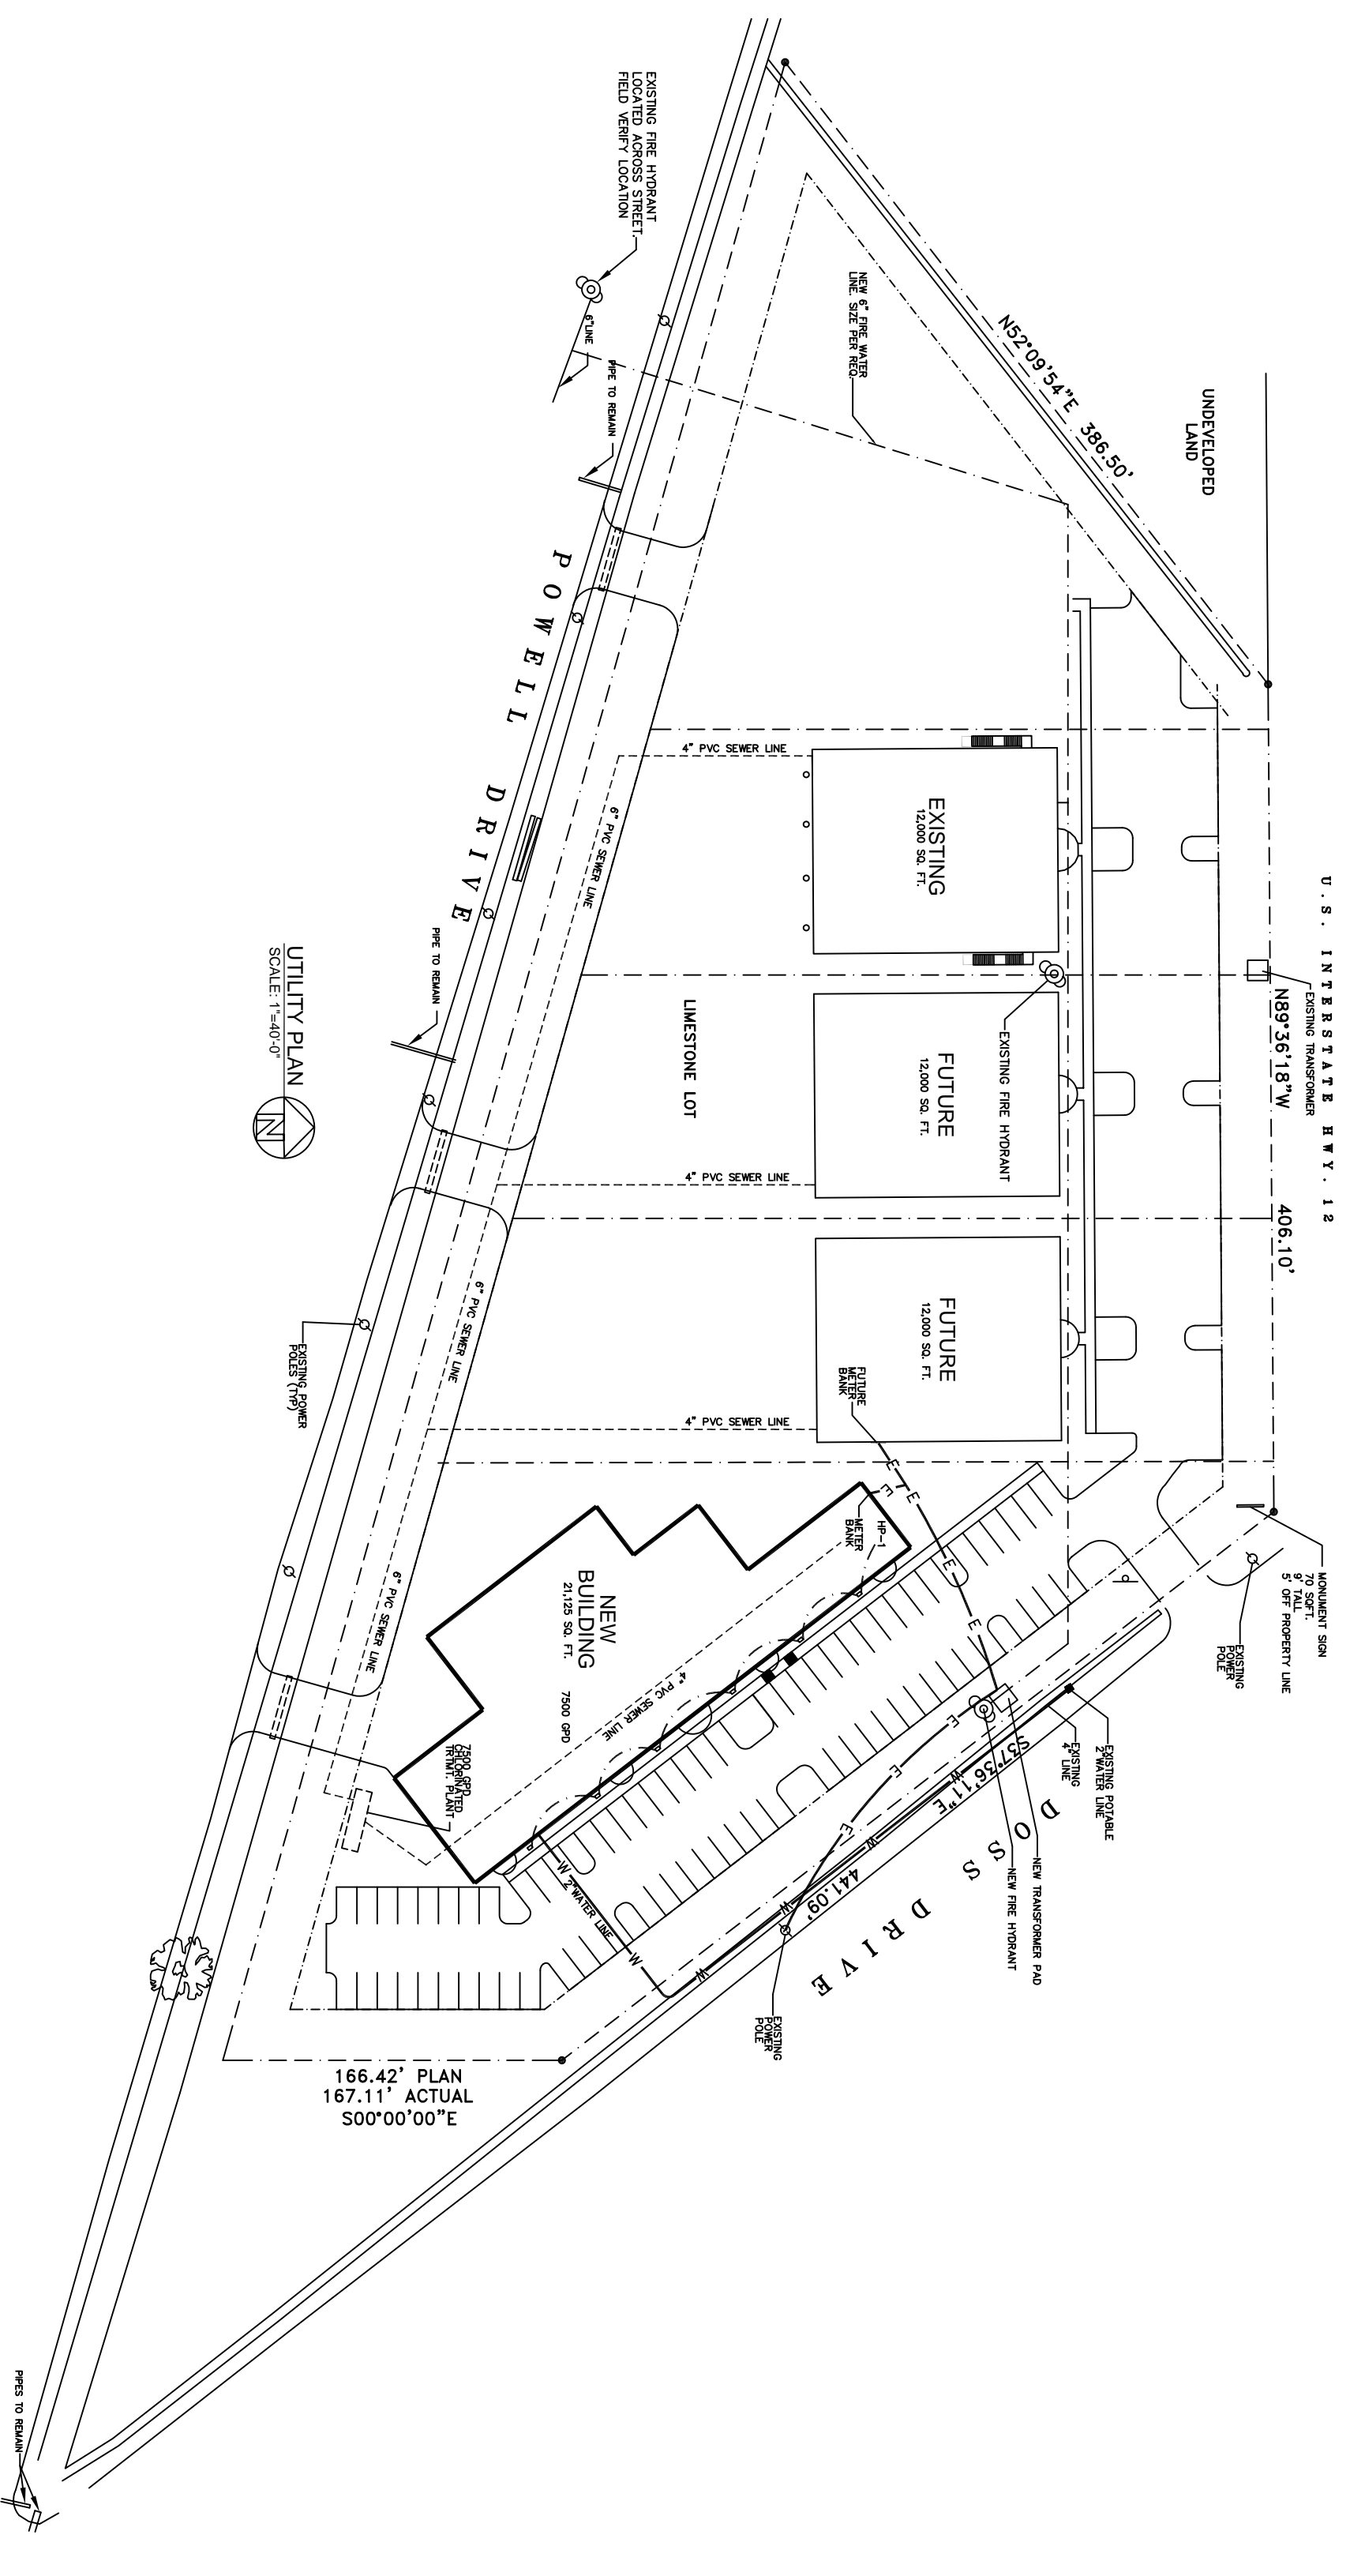 U.S. INTERSTATE HWY. 12
UNDEVELOPED
LAND
N52°09'54"E 386.50'
N89°36'18"W
406.10'
EXISTING TRANSFORMER
MONUMENT SIGN
70 SQFT.
9' TALL
5' OFF PROPERTY LINE
EXISTING
POWER
POLE
EXISTING POTABLE
2"WATER LINE
EXISTING
4" LINE
NEW TRANSFORMER PAD
NEW FIRE HYDRANT
S37°36'11"E
441.09'
DOSS DRIVE
EXISTING
POWER
POLE
EXISTING FIRE HYDRANT
LOCATED ACROSS STREET.
FIELD VERIFY LOCATION
6"LINE
PIPE TO REMAIN
NEW 6" FIRE WATER
LINE. SIZE PER REQ.
EXISTING
12,000 SQ. FT.
FUTURE
12,000 SQ. FT.
FUTURE
12,000 SQ. FT.
EXISTING FIRE HYDRANT
LIMESTONE LOT
4" PVC SEWER LINE
4" PVC SEWER LINE
4" PVC SEWER LINE
6" PVC SEWER LINE
6" PVC SEWER LINE
6" PVC SEWER LINE
FUTURE
METER
BANK
E
E
E
E
E
E
E
E
HP-1
METER
BANK
NEW
BUILDING
21,125 SQ. FT.
7500 GPD
4" PVC SEWER LINE
7500 GPD
CHLORINATED
TRTMT. PLANT
W
2"WATER LINE
W
W
W
W
W
POWELL DRIVE
PIPE TO REMAIN
EXISTING POWER
POLES (TYP)
166.42' PLAN
167.11' ACTUAL
S00°00'00"E
PIPES TO REMAIN
UTILITY PLAN
SCALE: 1"=40'-0"
N